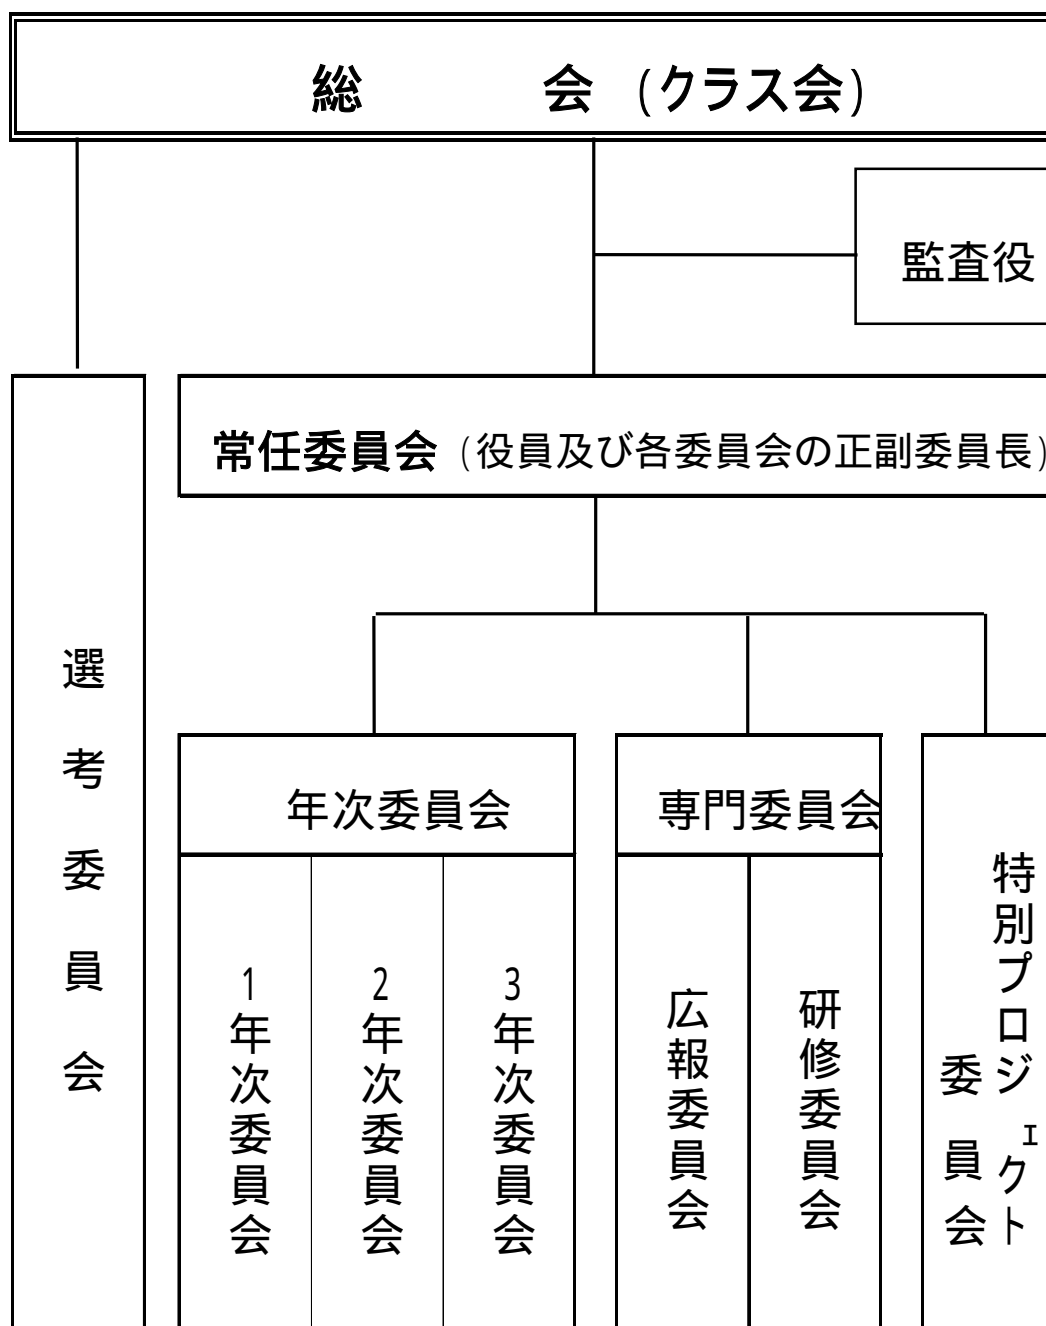 総　　　会 (クラス会)
監査役
常任委員会 (役員及び各委員会の正副委員長)
選考委員会
年次委員会
1年次委員会
2年次委員会
3年次委員会
専門委員会
広報委員会
研修委員会
特別プロジェクト
委員会